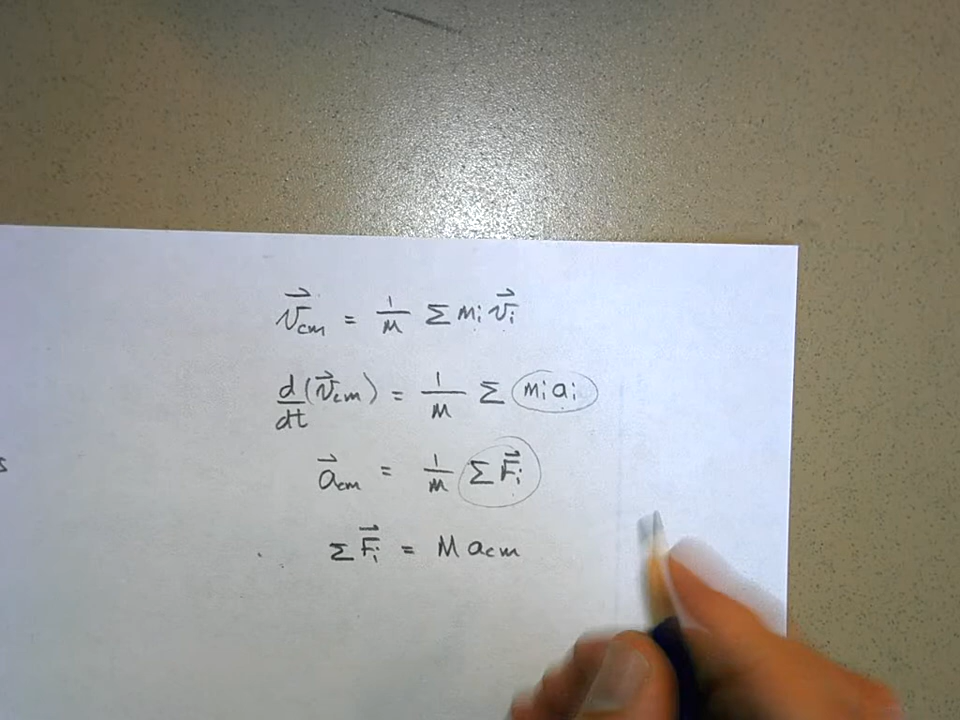 v⃗cm = 1/M Σ mi v⃗i
d/dt (v⃗cm) = 1/M Σ mi ai
s
a⃗cm = 1/M Σ F⃗i
Σ F⃗i = M acm